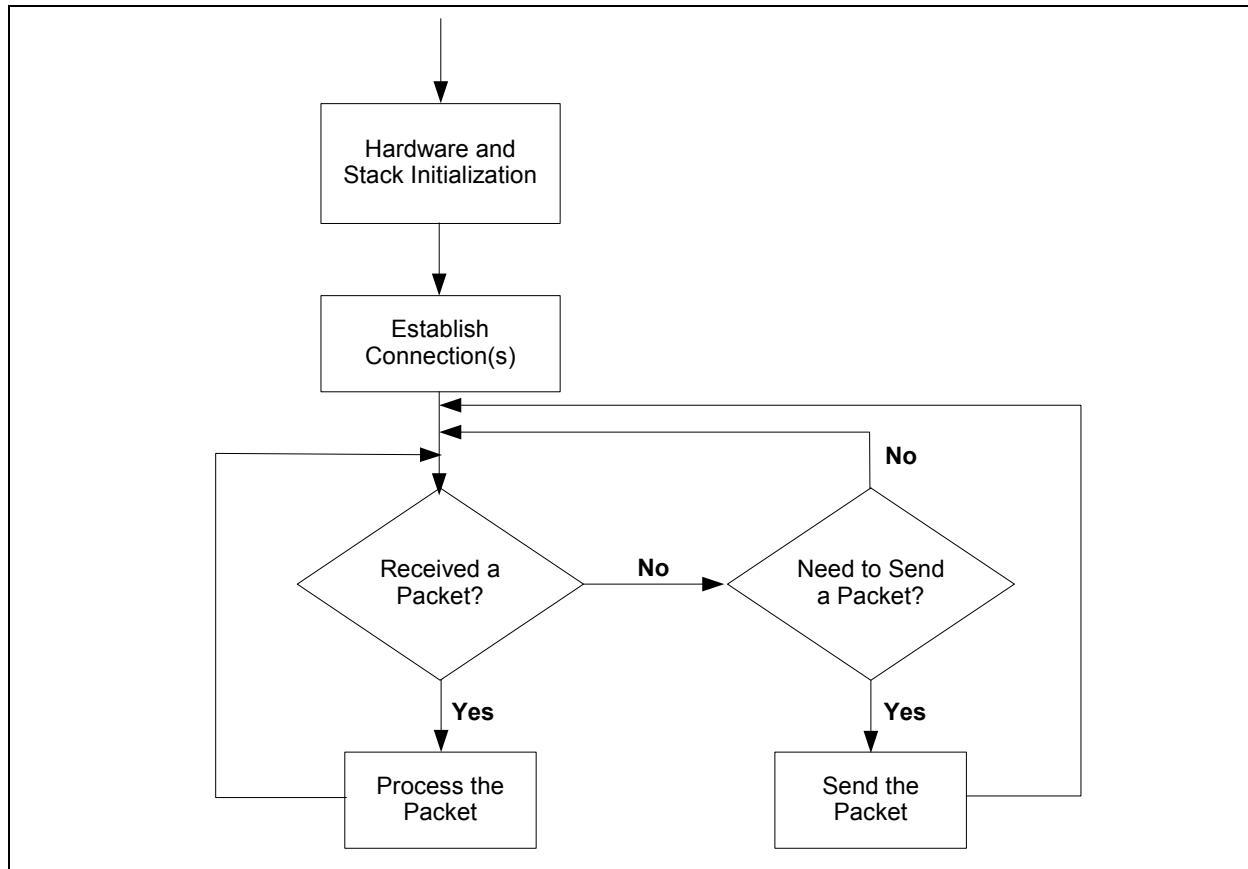 Hardware and
Stack Initialization
Establish
Connection(s)
No
Received a
Packet?
No
Need to Send
a Packet?
Yes
Yes
Process the
Packet
Send the
Packet